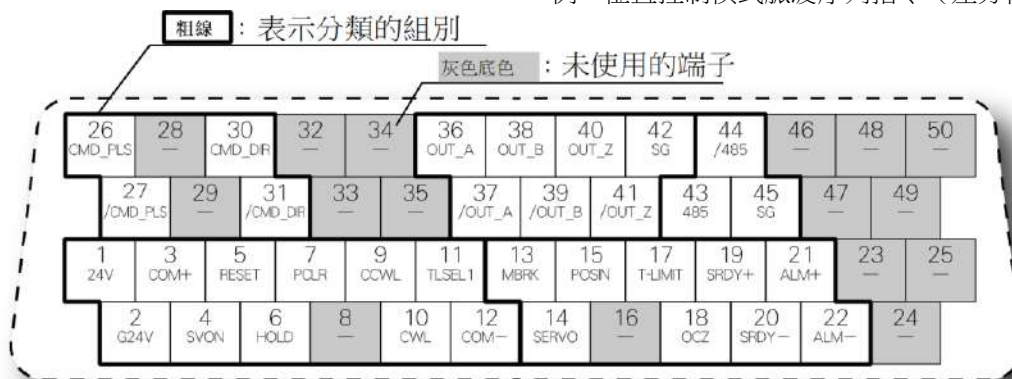 粗線：表示分類的組別
灰色底色：未使用的端子
26 28 30 32 34 36 38 40 42 44 46 48 50
CMD_PLS — CMD_DIR — — OUT_A OUT_B OUT_Z SG /485 — — —
27 29 31 33 35 37 39 41 43 45 47 49
/CMD_PLS — /CMD_DIR — — /OUT_A /OUT_B /OUT_Z 485 SG — —
1 3 5 7 9 11 13 15 17 19 21 23 25
24V COM+ RESET PCLR CCWL TLSEL1 MBRK POSIN T-LIMIT SRDY+ ALM+ — —
2 4 6 8 10 12 14 16 18 20 22 24
G24V SVON HOLD — CWL COM— SERVO — OCZ SRDY— ALM— —